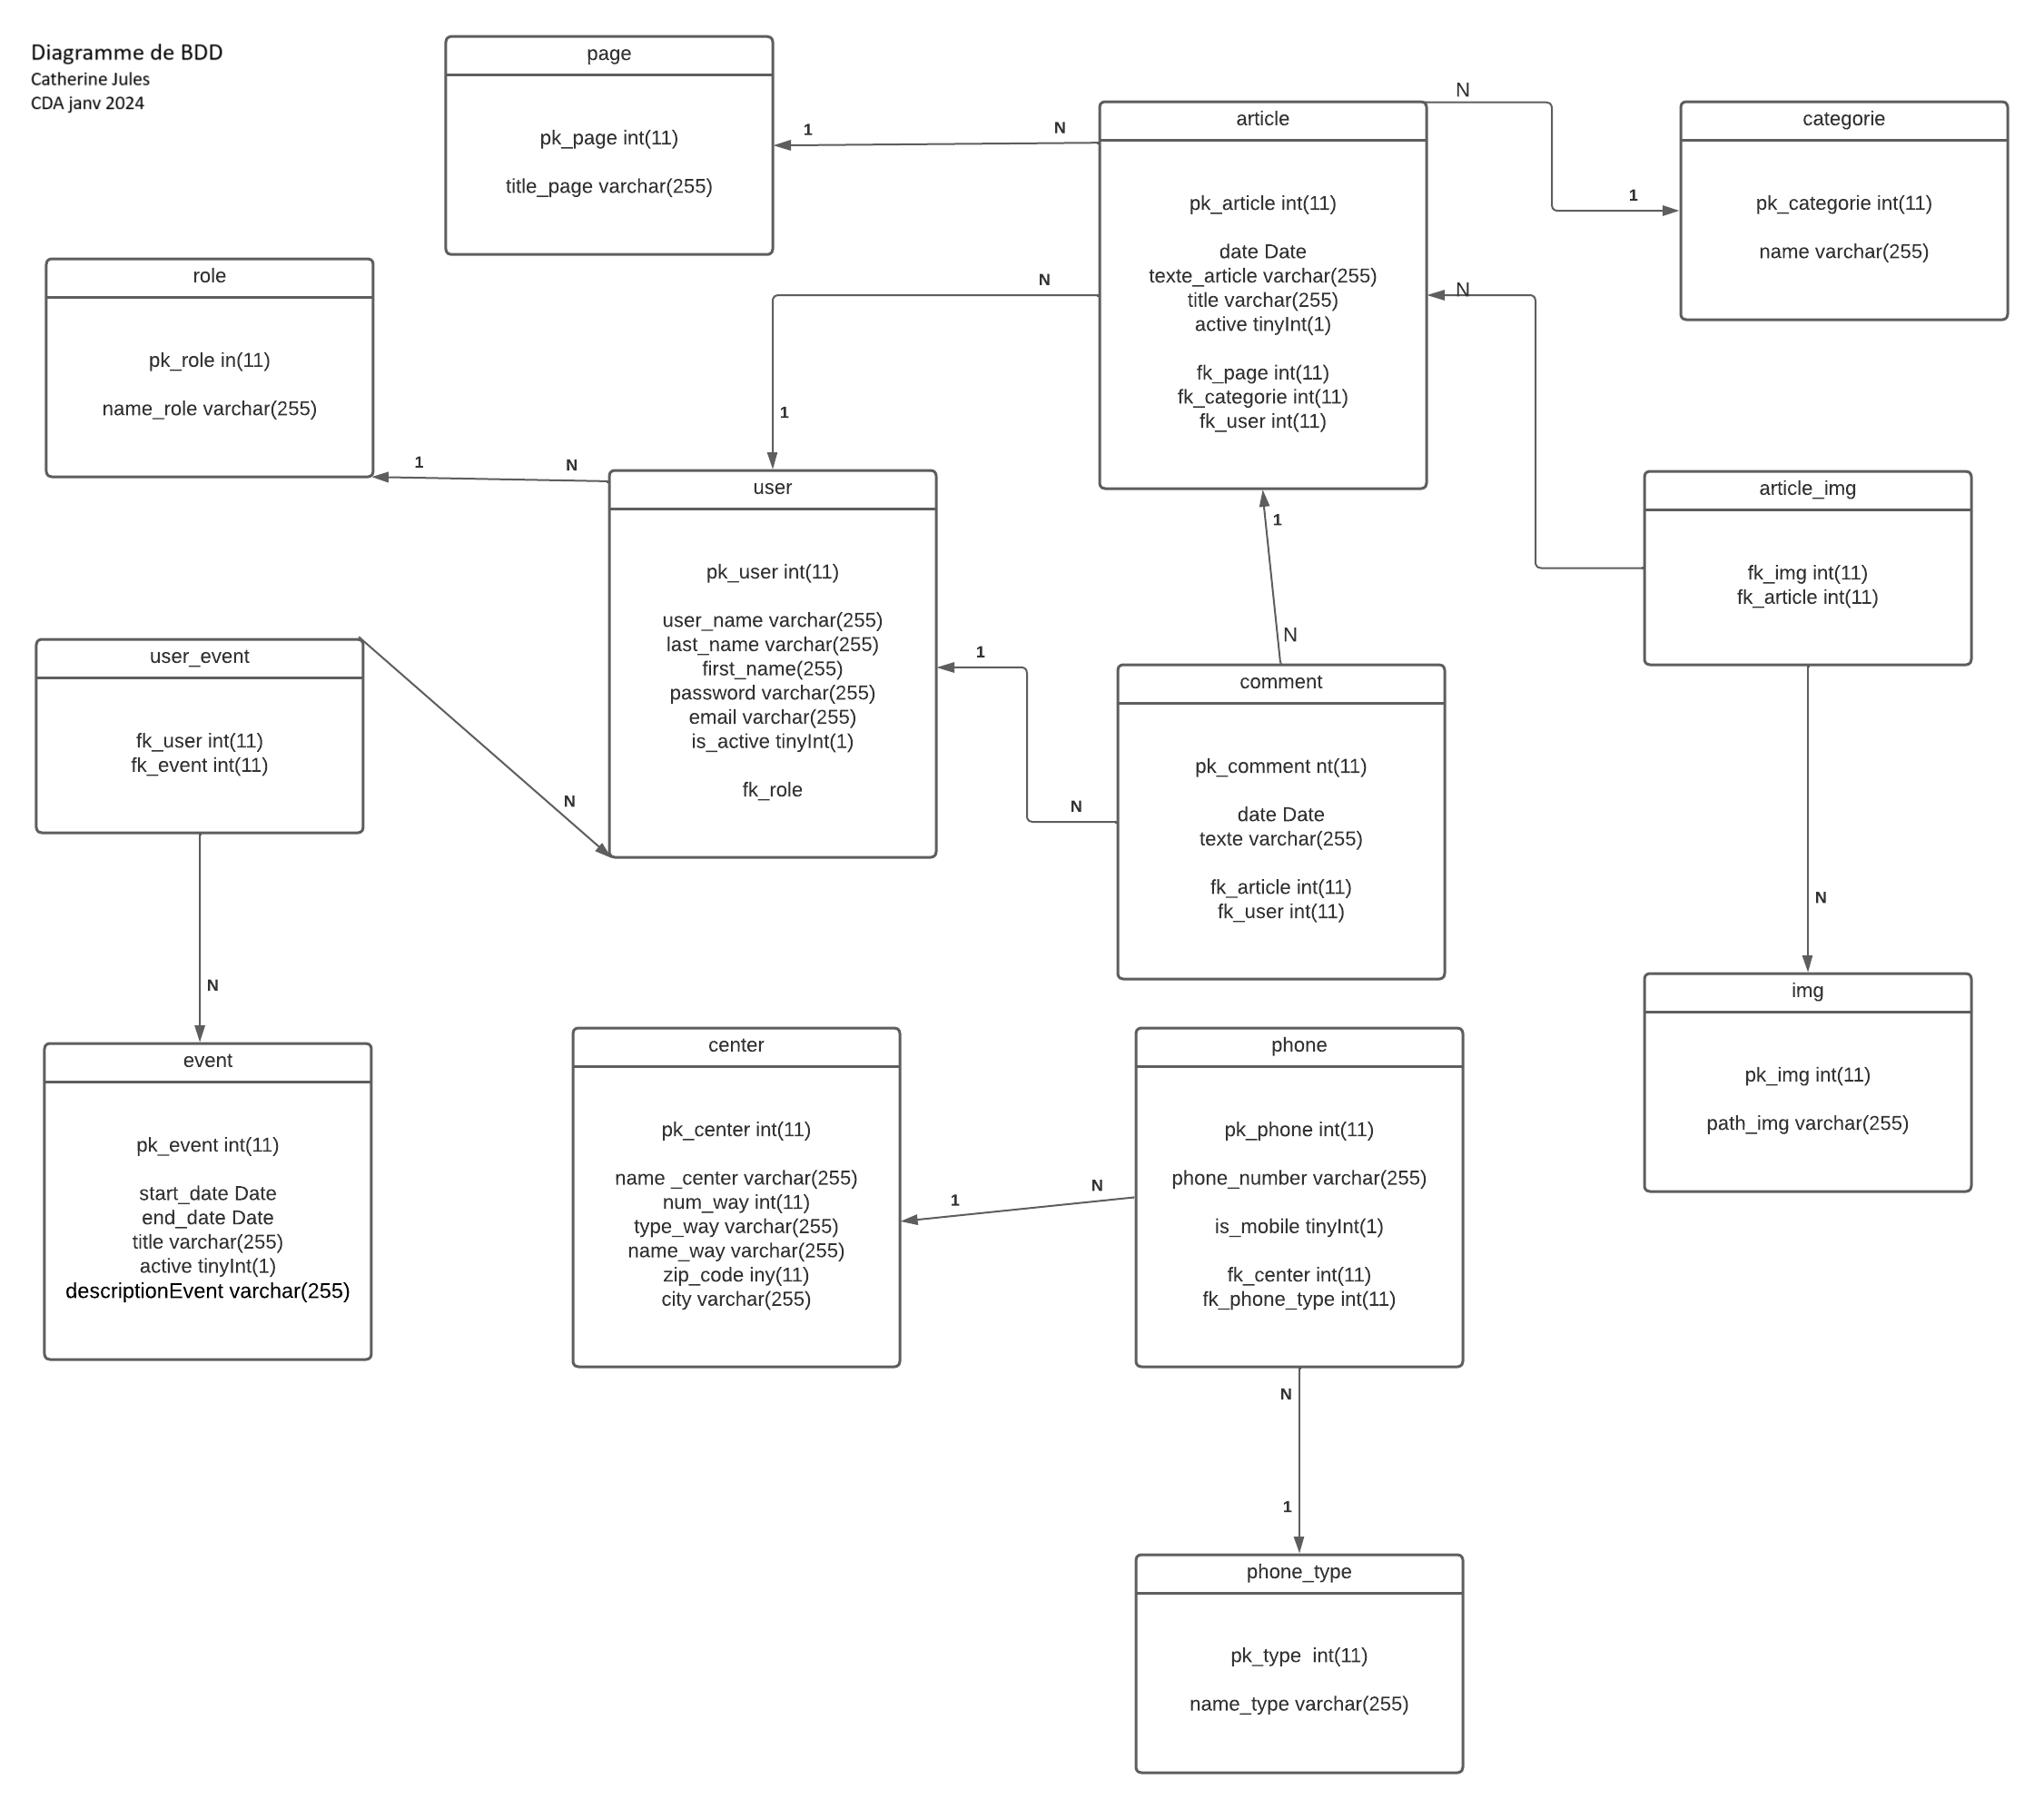 Diagramme de BDD
Catherine Jules
CDA janv 2024
page
pk_page int(11)
title_page varchar(255)
1
N
article
pk_article int(11)
date Date
texte_article varchar(255)
title varchar(255)
active tinyInt(1)
fk_page int(11)
fk_categorie int(11)
fk_user int(11)
N
1
categorie
pk_categorie int(11)
name varchar(255)
role
pk_role in(11)
name_role varchar(255)
N
1
N
1
N
user
pk_user int(11)
user_name varchar(255)
last_name varchar(255)
first_name(255)
password varchar(255)
email varchar(255)
is_active tinyInt(1)
fk_role
1
N
article_img
fk_img int(11)
fk_article int(11)
user_event
fk_user int(11)
fk_event int(11)
N
1
N
comment
pk_comment nt(11)
date Date
texte varchar(255)
fk_article int(11)
fk_user int(11)
N
N
event
pk_event int(11)
start_date Date
end_date Date
title varchar(255)
active tinyInt(1)
descriptionEvent varchar(255)
center
pk_center int(11)
name _center varchar(255)
num_way int(11)
type_way varchar(255)
name_way varchar(255)
zip_code iny(11)
city varchar(255)
1
N
phone
pk_phone int(11)
phone_number varchar(255)
is_mobile tinyInt(1)
fk_center int(11)
fk_phone_type int(11)
img
pk_img int(11)
path_img varchar(255)
N
1
phone_type
pk_type  int(11)
name_type varchar(255)